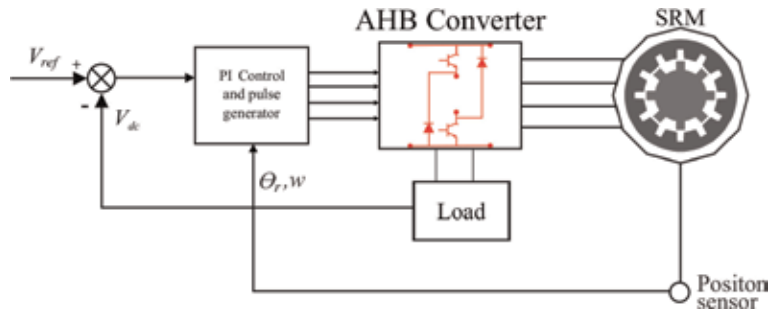 AHB Converter
SRM
V_ref
+
-
V_dc
PI Control
and pulse
generator
Θ_r, w
Load
Positon
sensor